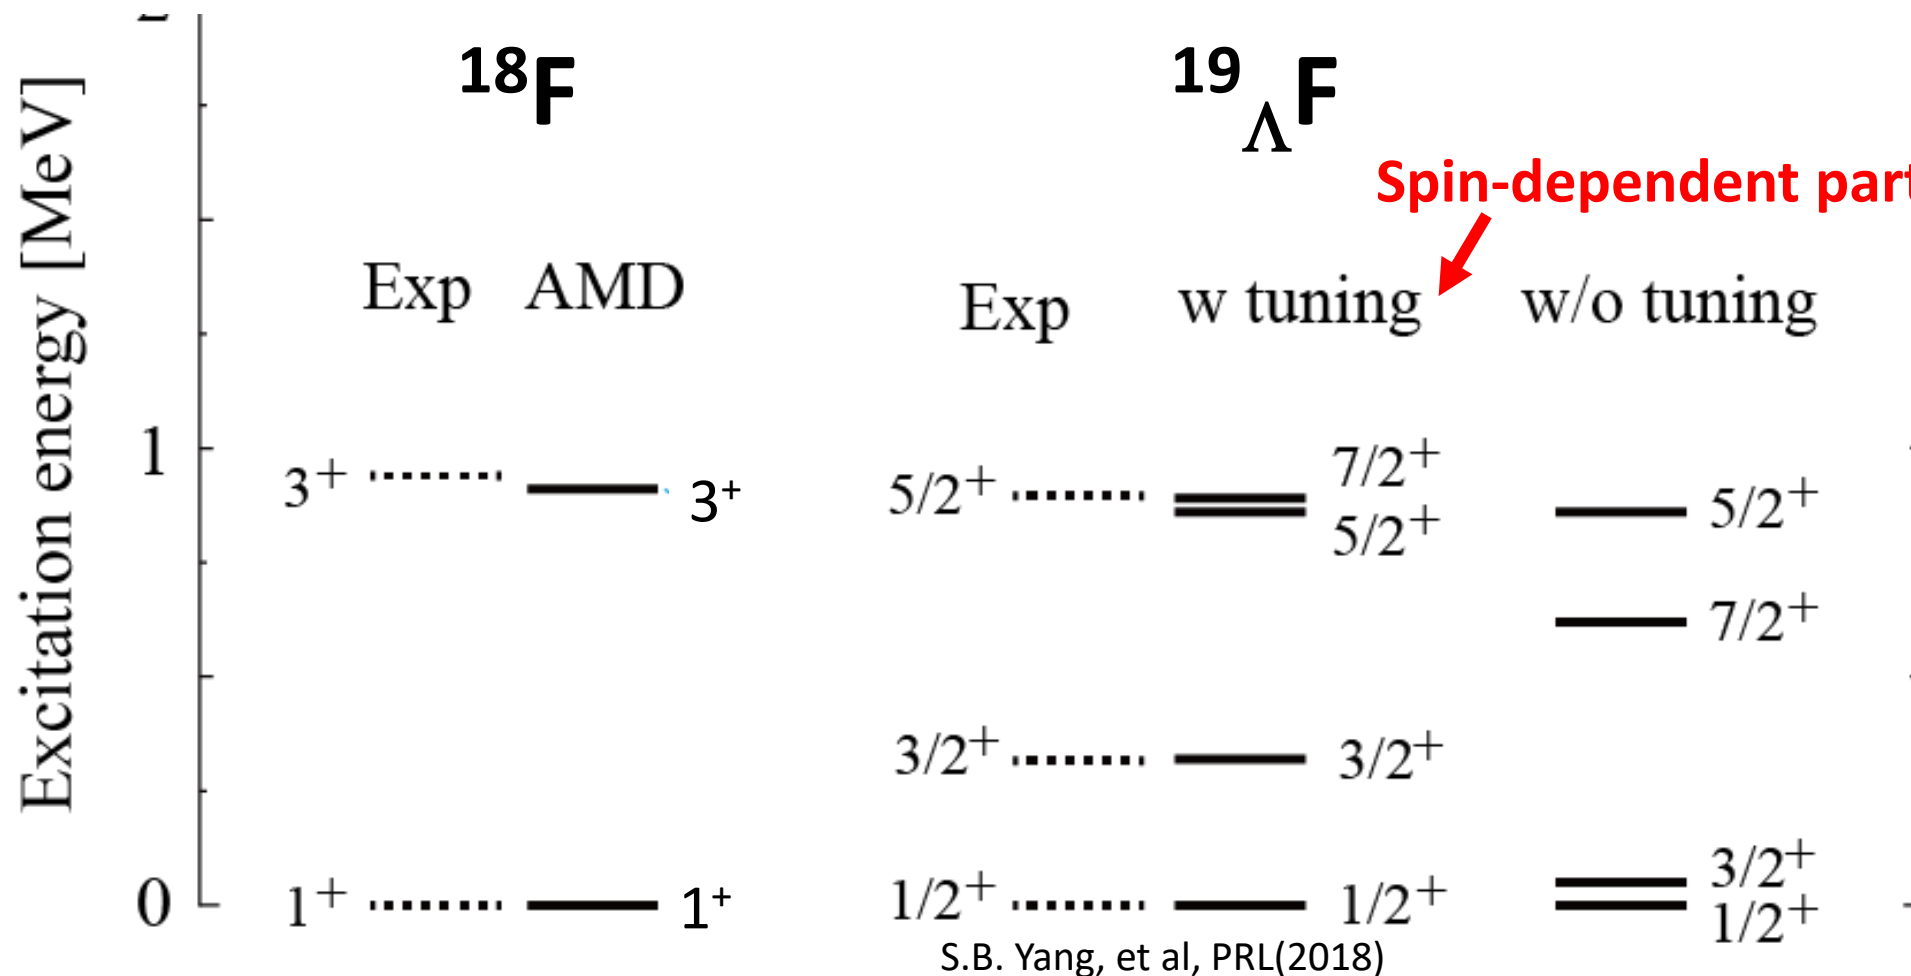 ¹⁸F
¹⁹ΛF
Spin-dependent part
Excitation energy [MeV]
Exp AMD
Exp w tuning w/o tuning
1
0
3⁺ 3⁺
1⁺ 1⁺
5/2⁺ 7/2⁺
5/2⁺
3/2⁺ 3/2⁺
1/2⁺ 1/2⁺
5/2⁺
7/2⁺
3/2⁺
1/2⁺
S.B. Yang, et al, PRL(2018)